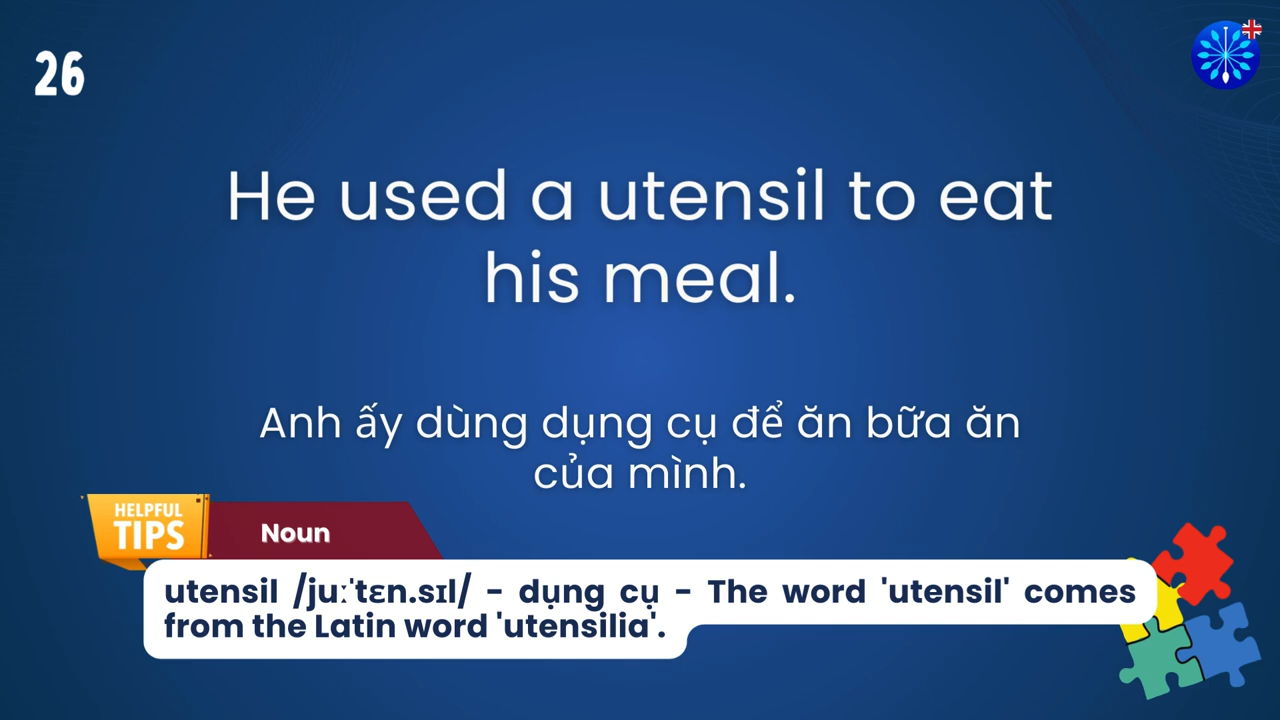 26
He used a utensil to eat
his meal.
Anh ấy dùng dụng cụ để ăn bữa ăn
của mình.
HELPFUL
TIPS
Noun
utensil /juːˈtɛn.sɪl/ - dụng cụ - The word 'utensil' comes
from the Latin word 'utensilia'.